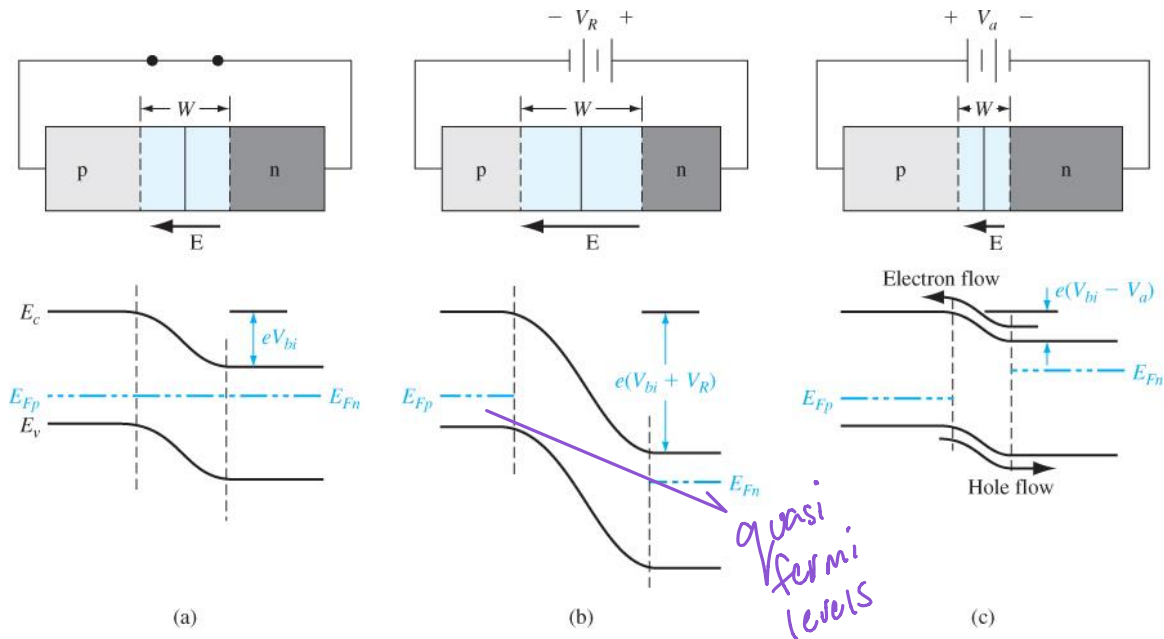 − V_R +
+ V_a −
W
W
W
p
n
p
n
p
n
E
E
E
E_c
eV_bi
E_Fp
E_Fn
E_v
E_Fp
e(V_bi + V_R)
E_Fn
quasi
fermi
levels
Electron flow
e(V_bi − V_a)
E_Fn
E_Fp
Hole flow
(a)
(b)
(c)